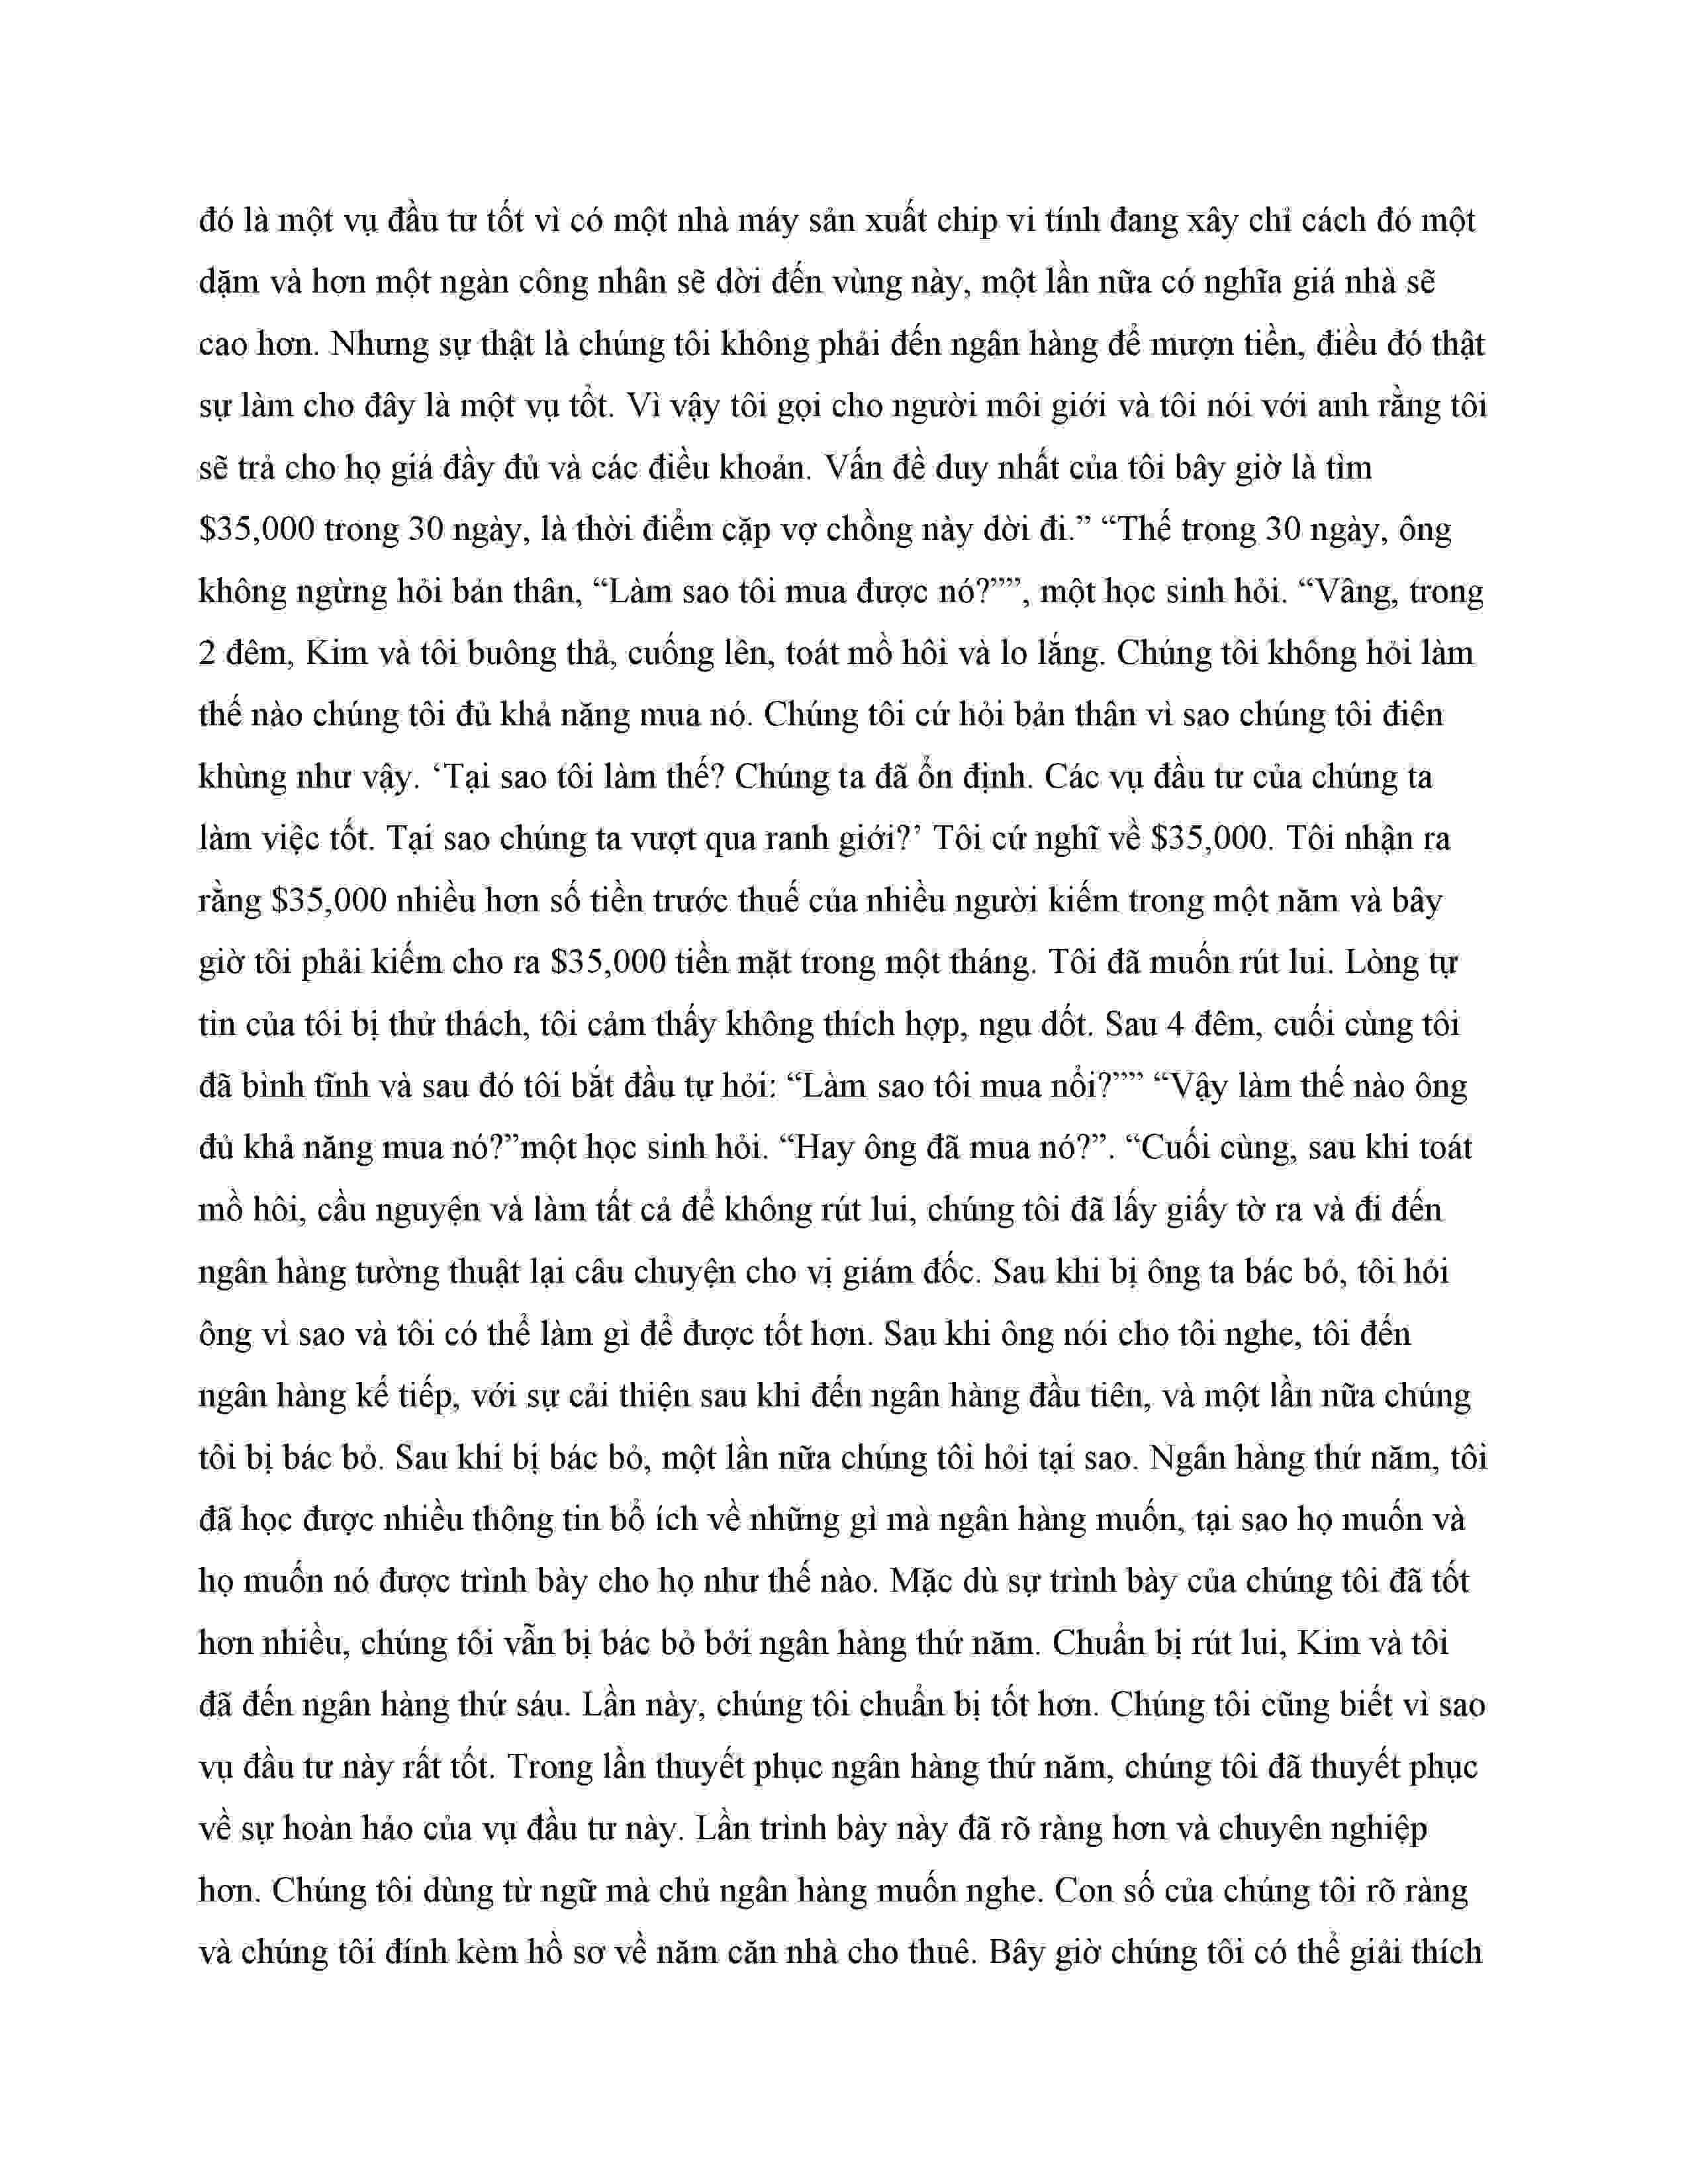 đó là một vụ đầu tư tốt vì có một nhà máy sản xuất chip vi tính đang xây chỉ cách đó một
dặm và hơn một ngàn công nhân sẽ dời đến vùng này, một lần nữa có nghĩa giá nhà sẽ
cao hơn. Nhưng sự thật là chúng tôi không phải đến ngân hàng để mượn tiền, điều đó thật
sự làm cho đây là một vụ tốt. Vì vậy tôi gọi cho người môi giới và tôi nói với anh rằng tôi
sẽ trả cho họ giá đầy đủ và các điều khoản. Vấn đề duy nhất của tôi bây giờ là tìm
$35,000 trong 30 ngày, là thời điểm cặp vợ chồng này dời đi.” “Thế trong 30 ngày, ông
không ngừng hỏi bản thân, “Làm sao tôi mua được nó?””, một học sinh hỏi. “Vâng, trong
2 đêm, Kim và tôi buông thả, cuống lên, toát mồ hôi và lo lắng. Chúng tôi không hỏi làm
thế nào chúng tôi đủ khả năng mua nó. Chúng tôi cứ hỏi bản thân vì sao chúng tôi điên
khùng như vậy. ‘Tại sao tôi làm thế? Chúng ta đã ổn định. Các vụ đầu tư của chúng ta
làm việc tốt. Tại sao chúng ta vượt qua ranh giới?’ Tôi cứ nghĩ về $35,000. Tôi nhận ra
rằng $35,000 nhiều hơn số tiền trước thuế của nhiều người kiếm trong một năm và bây
giờ tôi phải kiếm cho ra $35,000 tiền mặt trong một tháng. Tôi đã muốn rút lui. Lòng tự
tin của tôi bị thử thách, tôi cảm thấy không thích hợp, ngu dốt. Sau 4 đêm, cuối cùng tôi
đã bình tĩnh và sau đó tôi bắt đầu tự hỏi: “Làm sao tôi mua nổi?”” “Vậy làm thế nào ông
đủ khả năng mua nó?”một học sinh hỏi. “Hay ông đã mua nó?”. “Cuối cùng, sau khi toát
mồ hôi, cầu nguyện và làm tất cả để không rút lui, chúng tôi đã lấy giấy tờ ra và đi đến
ngân hàng tường thuật lại câu chuyện cho vị giám đốc. Sau khi bị ông ta bác bỏ, tôi hỏi
ông vì sao và tôi có thể làm gì để được tốt hơn. Sau khi ông nói cho tôi nghe, tôi đến
ngân hàng kế tiếp, với sự cải thiện sau khi đến ngân hàng đầu tiên, và một lần nữa chúng
tôi bị bác bỏ. Sau khi bị bác bỏ, một lần nữa chúng tôi hỏi tại sao. Ngân hàng thứ năm, tôi
đã học được nhiều thông tin bổ ích về những gì mà ngân hàng muốn, tại sao họ muốn và
họ muốn nó được trình bày cho họ như thế nào. Mặc dù sự trình bày của chúng tôi đã tốt
hơn nhiều, chúng tôi vẫn bị bác bỏ bởi ngân hàng thứ năm. Chuẩn bị rút lui, Kim và tôi
đã đến ngân hàng thứ sáu. Lần này, chúng tôi chuẩn bị tốt hơn. Chúng tôi cũng biết vì sao
vụ đầu tư này rất tốt. Trong lần thuyết phục ngân hàng thứ năm, chúng tôi đã thuyết phục
về sự hoàn hảo của vụ đầu tư này. Lần trình bày này đã rõ ràng hơn và chuyên nghiệp
hơn. Chúng tôi dùng từ ngữ mà chủ ngân hàng muốn nghe. Con số của chúng tôi rõ ràng
và chúng tôi đính kèm hồ sơ về năm căn nhà cho thuê. Bây giờ chúng tôi có thể giải thích